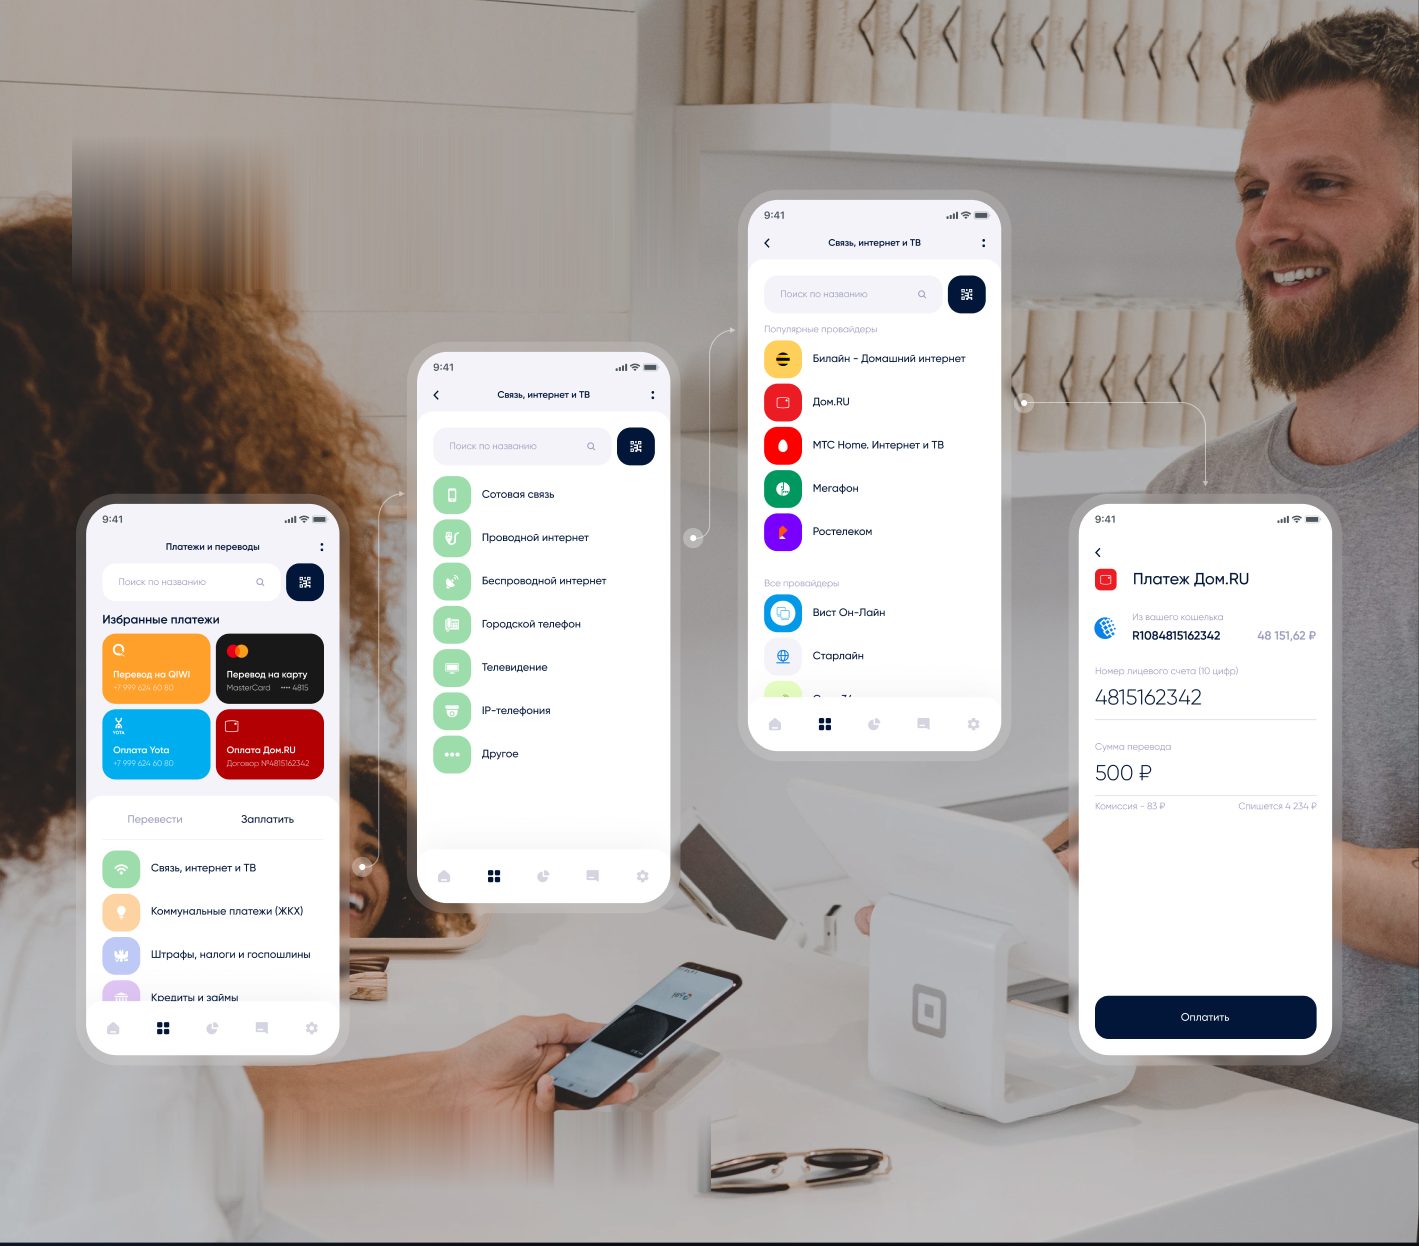 9:41
Платежи и переводы
Поиск по названию
Избранные платежи
Перевод на QIWI
+7 999 624 60 80
Перевод на карту
MasterCard •••• 4815
YOTA
Оплата Yota
+7 999 624 60 80
Оплата Дом.RU
Договор №4815162342
Перевести
Заплатить
Связь, интернет и ТВ
Коммунальные платежи (ЖКХ)
Штрафы, налоги и госпошлины
Кредиты и займы
9:41
Связь, интернет и ТВ
Поиск по названию
Сотовая связь
Проводной интернет
Беспроводной интернет
Городской телефон
Телевидение
IP-телефония
Другое
9:41
Связь, интернет и ТВ
Поиск по названию
Популярные провайдеры
Билайн - Домашний интернет
Дом.RU
МТС Home. Интернет и ТВ
Мегафон
Ростелеком
Все провайдеры
Вист Он-Лайн
Старлайн
9:41
Платеж Дом.RU
Из вашего кошелька
R1084815162342 48 151,62 ₽
Номер лицевого счета (10 цифр)
4815162342
Сумма перевода
500 ₽
Комиссия - 83 ₽
Спишется 4 234 ₽
Оплатить